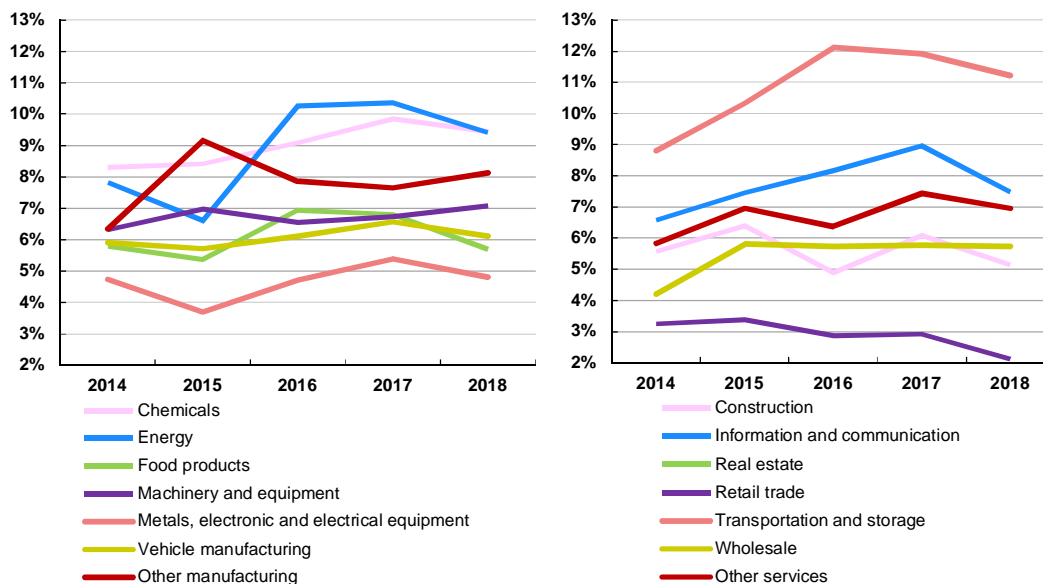 13%
12%
11%
10%
9%
8%
7%
6%
5%
4%
3%
2%
2014 2015 2016 2017 2018
Chemicals
Energy
Food products
Machinery and equipment
Metals, electronic and electrical equipment
Vehicle manufacturing
Other manufacturing
13%
12%
11%
10%
9%
8%
7%
6%
5%
4%
3%
2%
2014 2015 2016 2017 2018
Construction
Information and communication
Real estate
Retail trade
Transportation and storage
Wholesale
Other services